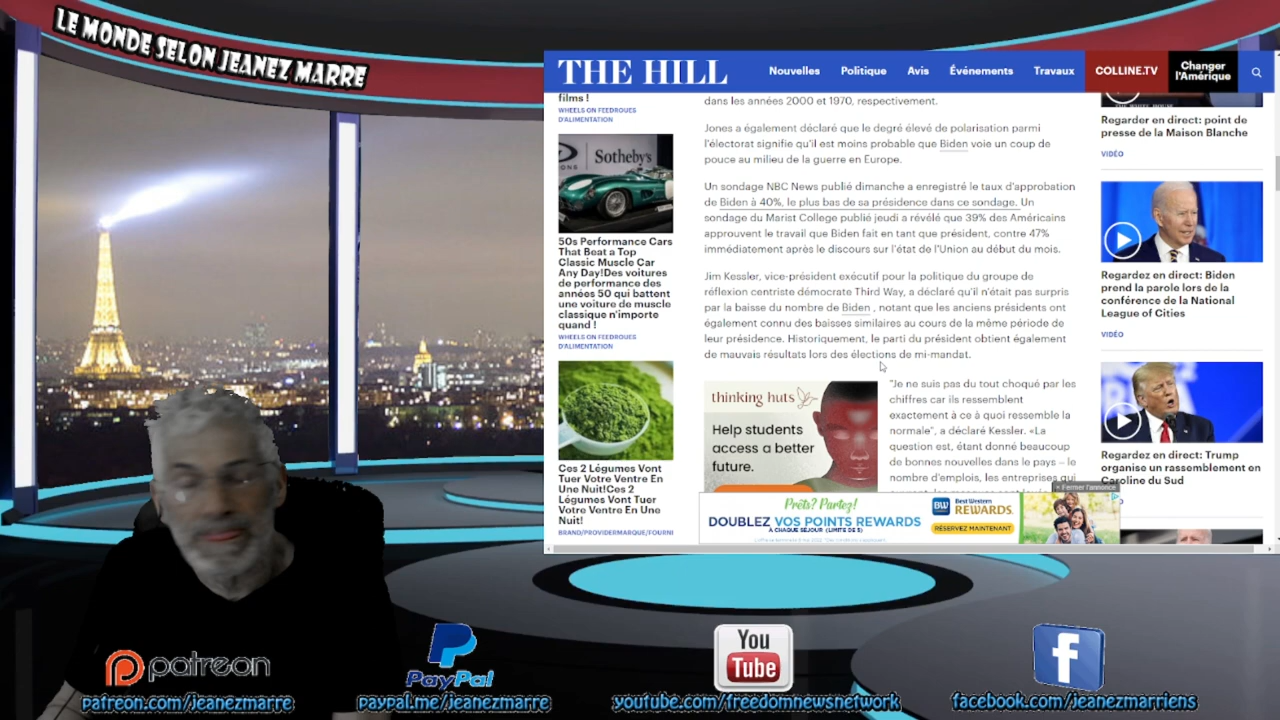 LE MONDE SELON JEANEZ MARRE
THE HILL
Nouvelles
Politique
Avis
Événements
Travaux
COLLINE.TV
Changer
l'Amérique
films !
WHEELS ON FEEDROUES
D'ALIMENTATION
Sotheby's
50s Performance Cars
That Beat a Top
Classic Muscle Car
Any Day!Des voitures
de performance des
années 50 qui battent
une voiture de muscle
classique n'importe
quand !
WHEELS ON FEEDROUES
D'ALIMENTATION
Ces 2 Légumes Vont
Tuer Votre Ventre En
Une Nuit!Ces 2
Légumes Vont Tuer
Votre Ventre En Une
Nuit!
BRAND/PROVIDERMARQUE/FOURNI
dans les années 2000 et 1970, respectivement.
Jones a également déclaré que le degré élevé de polarisation parmi
l'électorat signifie qu'il est moins probable que Biden voie un coup de
pouce au milieu de la guerre en Europe.
Un sondage NBC News publié dimanche a enregistré le taux d'approbation
de Biden à 40%, le plus bas de sa présidence dans ce sondage. Un
sondage du Marist College publié jeudi a révélé que 39% des Américains
approuvent le travail que Biden fait en tant que président, contre 47%
immédiatement après le discours sur l'état de l'Union au début du mois.
Jim Kessler, vice-président exécutif pour la politique du groupe de
réflexion centriste démocrate Third Way, a déclaré qu'il n'était pas surpris
par la baisse du nombre de Biden , notant que les anciens présidents ont
également connu des baisses similaires au cours de la même période de
leur présidence. Historiquement, le parti du président obtient également
de mauvais résultats lors des élections de mi-mandat.
thinking huts
Help students
access a better
future.
"Je ne suis pas du tout choqué par les
chiffres car ils ressemblent
exactement à ce à quoi ressemble la
normale", a déclaré Kessler. «La
question est, étant donné beaucoup
de bonnes nouvelles dans le pays – le
nombre d'emplois, les entreprises qui
Regarder en direct: point de
presse de la Maison Blanche
VIDÉO
Regardez en direct: Biden
prend la parole lors de la
conférence de la National
League of Cities
VIDÉO
Regardez en direct: Trump
organise un rassemblement en
Caroline du Sud
× Fermer l'annonce
Prêts? Partez!
DOUBLEZ VOS POINTS REWARDS
À CHAQUE SÉJOUR (LIMITE DE 5)
BW
Best Western
REWARDS.
RÉSERVEZ MAINTENANT
patreon
patreon.com/jeanezmarre
PayPal
paypal.me/jeanezmarre
You
Tube
youtube.com/freedomnewsnetwork
f
facebook.com/jeanezmarriens